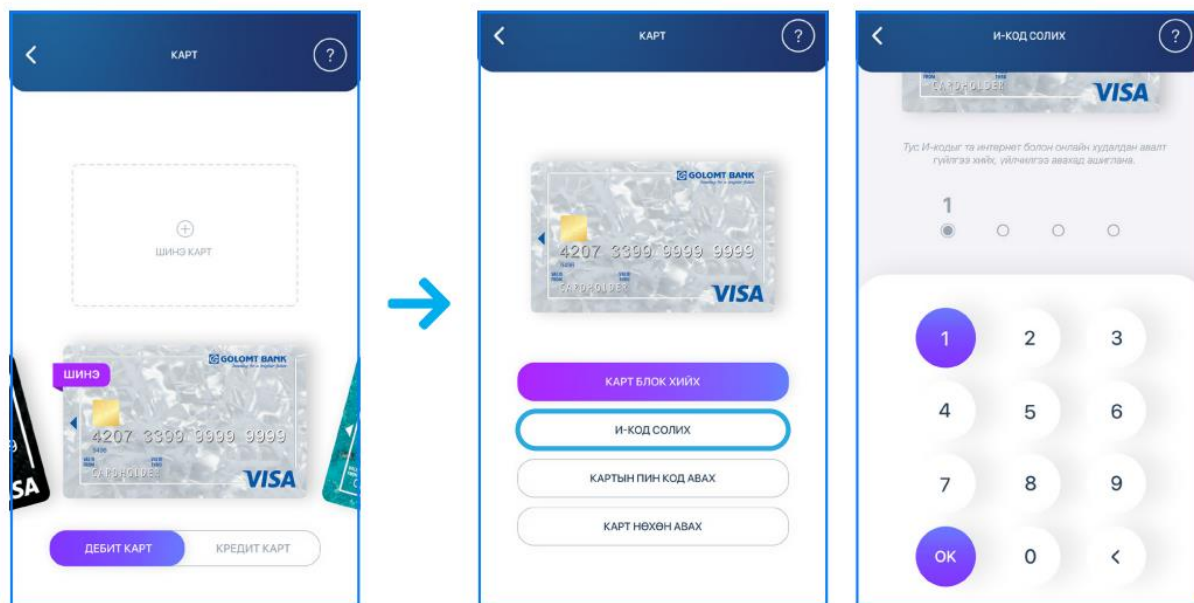 КАРТ
?
ШИНЭ КАРТ
ШИНЭ
GOLOMT BANK
4207 3399 9999 9999
CARDHOLDER
VISA
SA
ДЕБИТ КАРТ
КРЕДИТ КАРТ
КАРТ
?
GOLOMT BANK
4207 3399 9999 9999
CARDHOLDER
VISA
КАРТ БЛОК ХИЙХ
И-КОД СОЛИХ
КАРТЫН ПИН КОД АВАХ
КАРТ НӨХӨН АВАХ
И-КОД СОЛИХ
?
CARDHOLDER
VISA
Тус И-кодыг та интернет болон онлайн худалдан авалт
гүйлгээ хийх, үйлчилгээ авахад ашиглана.
1
1 2 3
4 5 6
7 8 9
OK 0 <